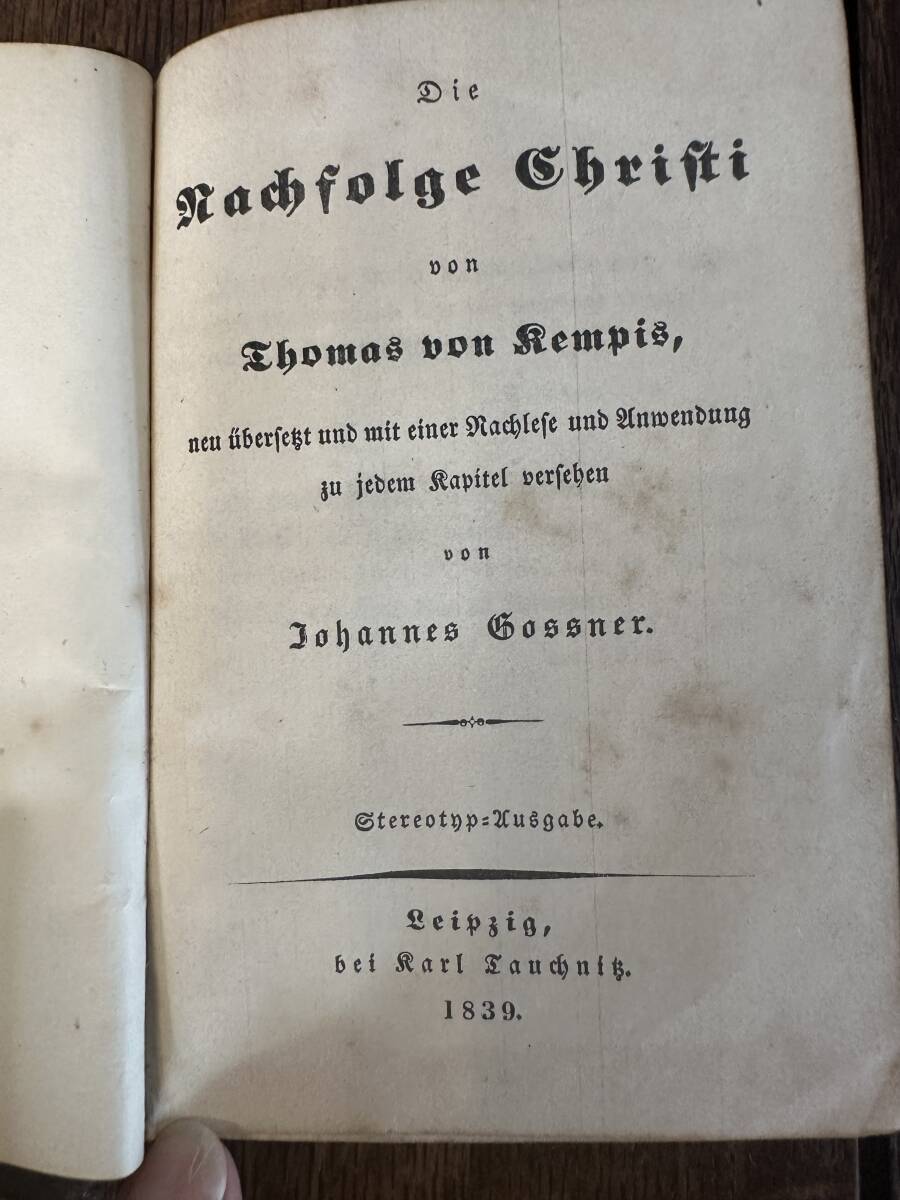 Die
Nachfolge Chriſti
von
Thomas von Kempis,
neu überſetzt und mit einer Nachleſe und Anwendung
zu jedem Kapitel verſehen
von
Johannes Gossner.
Stereotyp=Ausgabe.
Leipzig,
bei Karl Tauchnitz.
1839.